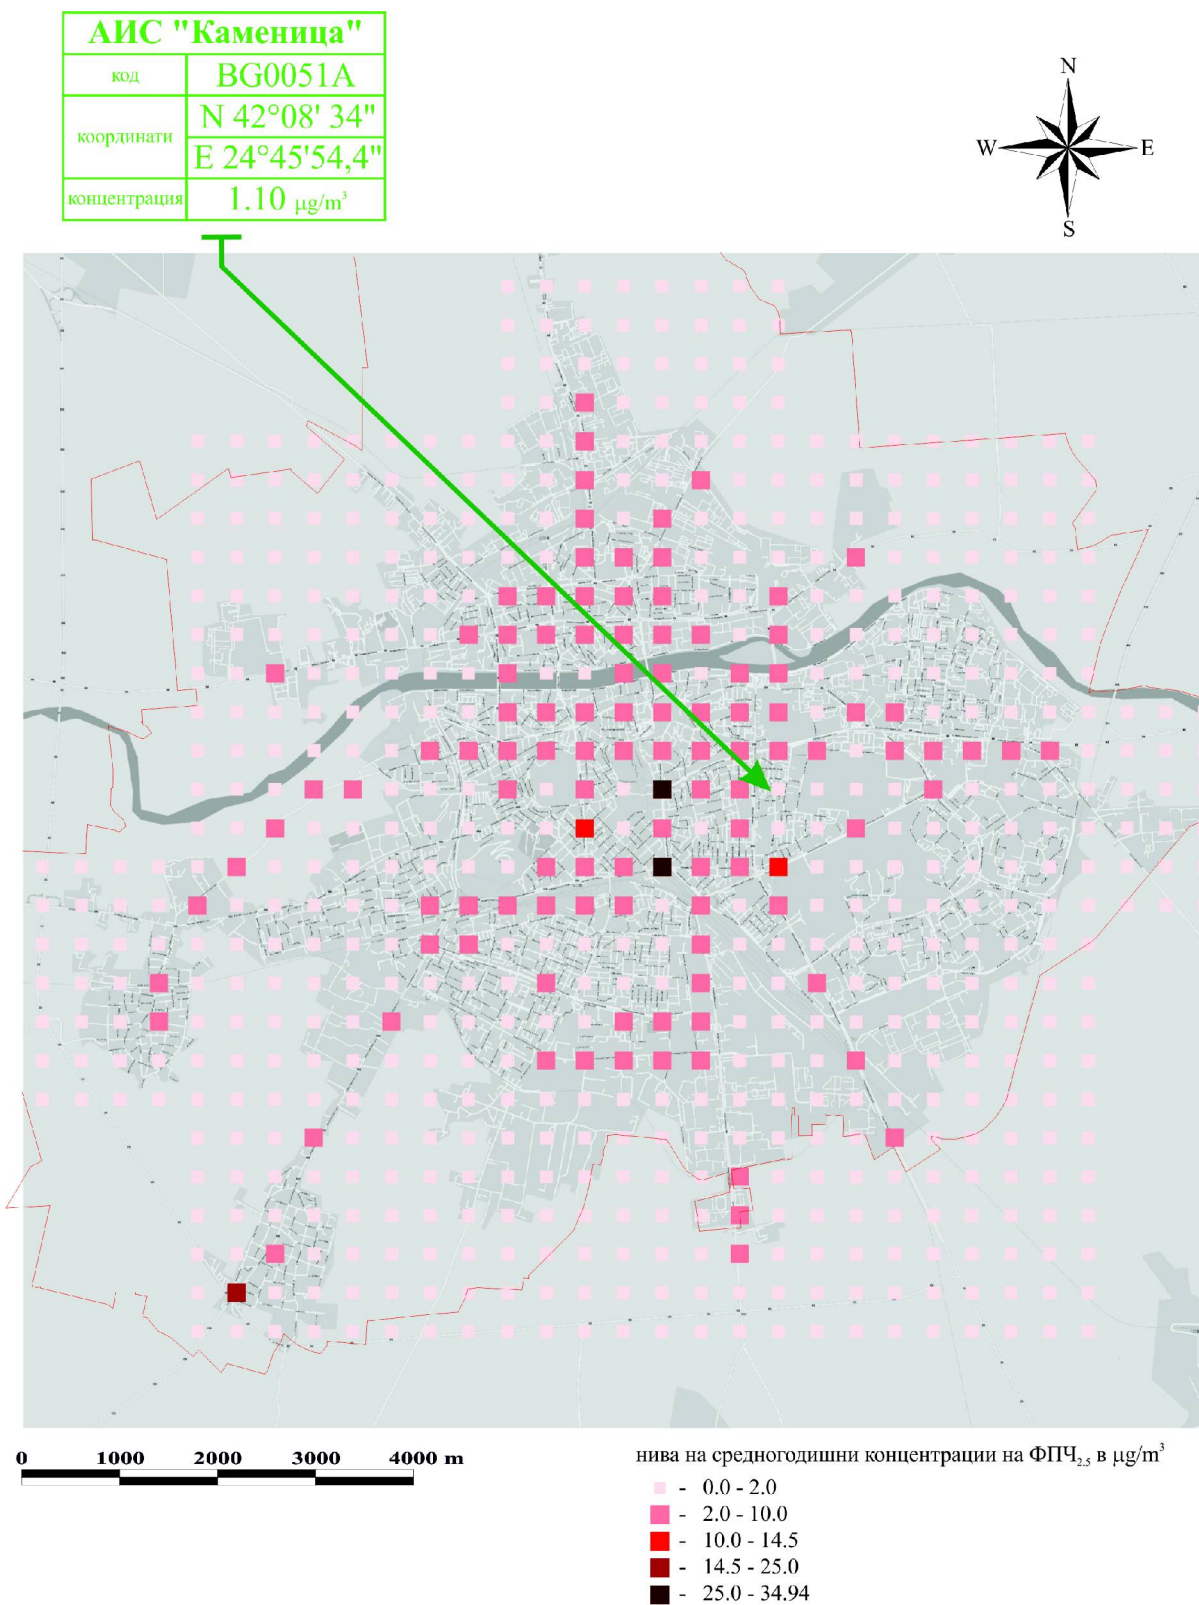 АИС "Каменица"
код BG0051A
координати N 42°08' 34"
E 24°45'54,4"
концентрация 1.10 µg/m³
N
W E
S
0 1000 2000 3000 4000 m
нива на средногодишни концентрации на ФПЧ2.5 в µg/m³
- 0.0 - 2.0
- 2.0 - 10.0
- 10.0 - 14.5
- 14.5 - 25.0
- 25.0 - 34.94